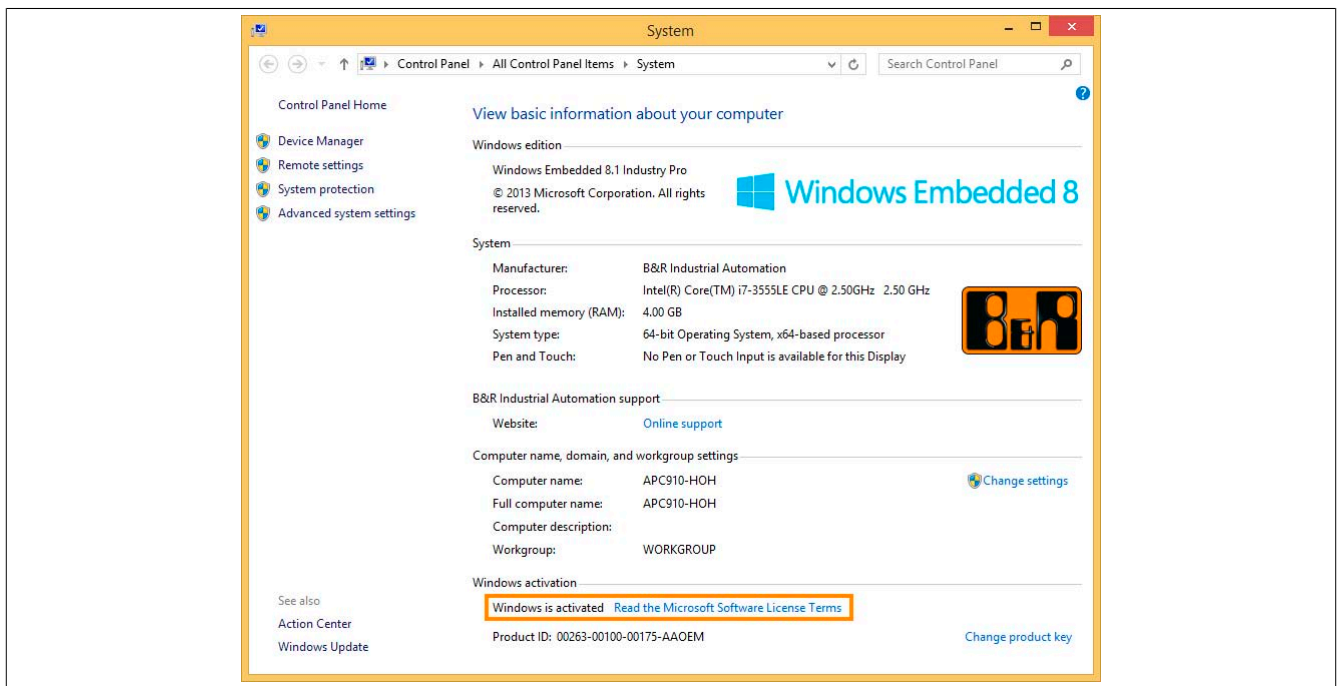 System
Control Panel All Control Panel Items System
Search Control Panel
Control Panel Home
Device Manager
Remote settings
System protection
Advanced system settings
View basic information about your computer
Windows edition
Windows Embedded 8.1 Industry Pro
© 2013 Microsoft Corporation. All rights
reserved.
Windows Embedded 8
System
Manufacturer: B&R Industrial Automation
Processor: Intel(R) Core(TM) i7-3555LE CPU @ 2.50GHz 2.50 GHz
Installed memory (RAM): 4.00 GB
System type: 64-bit Operating System, x64-based processor
Pen and Touch: No Pen or Touch Input is available for this Display
B&R
B&R Industrial Automation support
Website: Online support
Computer name, domain, and workgroup settings
Computer name: APC910-HOH
Change settings
Full computer name: APC910-HOH
Computer description:
Workgroup: WORKGROUP
Windows activation
Windows is activated Read the Microsoft Software License Terms
Product ID: 00263-00100-00175-AAOEM
Change product key
See also
Action Center
Windows Update